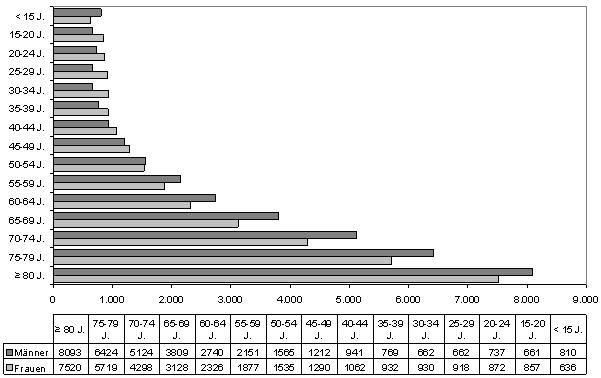 < 15 J.
15-20 J.
20-24 J.
25-29 J.
30-34 J.
35-39 J.
40-44 J.
45-49 J.
50-54 J.
55-59 J.
60-64 J.
65-69 J.
70-74 J.
75-79 J.
≥ 80 J.
0 1.000 2.000 3.000 4.000 5.000 6.000 7.000 8.000 9.000
≥ 80 J. 75-79 J. 70-74 J. 65-69 J. 60-64 J. 55-59 J. 50-54 J. 45-49 J. 40-44 J. 35-39 J. 30-34 J. 25-29 J. 20-24 J. 15-20 J. < 15 J.
Männer 8093 6424 5124 3809 2740 2151 1565 1212 941 769 662 662 737 661 810
Frauen 7520 5719 4298 3128 2326 1877 1535 1290 1062 932 930 918 872 857 636